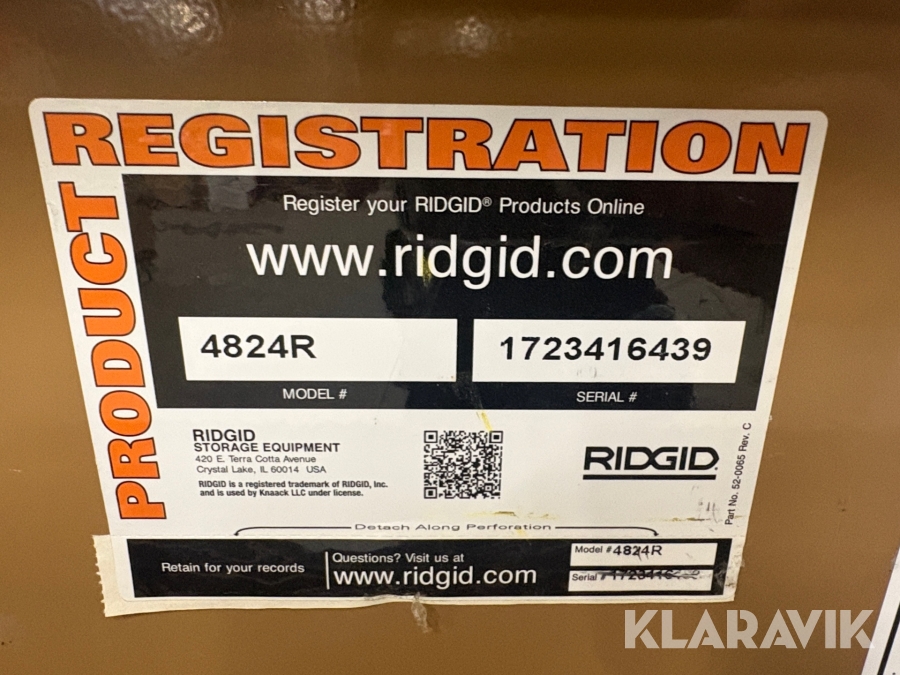 PRODUCT REGISTRATION
Register your RIDGID® Products Online
www.ridgid.com
4824R
1723416439
MODEL #
SERIAL #
RIDGID
STORAGE EQUIPMENT
420 E. Terra Cotta Avenue
Crystal Lake, IL 60014 USA
RIDGID is a registered trademark of RIDGID, Inc.
and is used by Knaack LLC under license.
RIDGID
Part No. 52-0065 Rev. C
Detach Along Perforation
Retain for your records
Questions? Visit us at
www.ridgid.com
Model # 4824R
Serial #
KLARAVIK